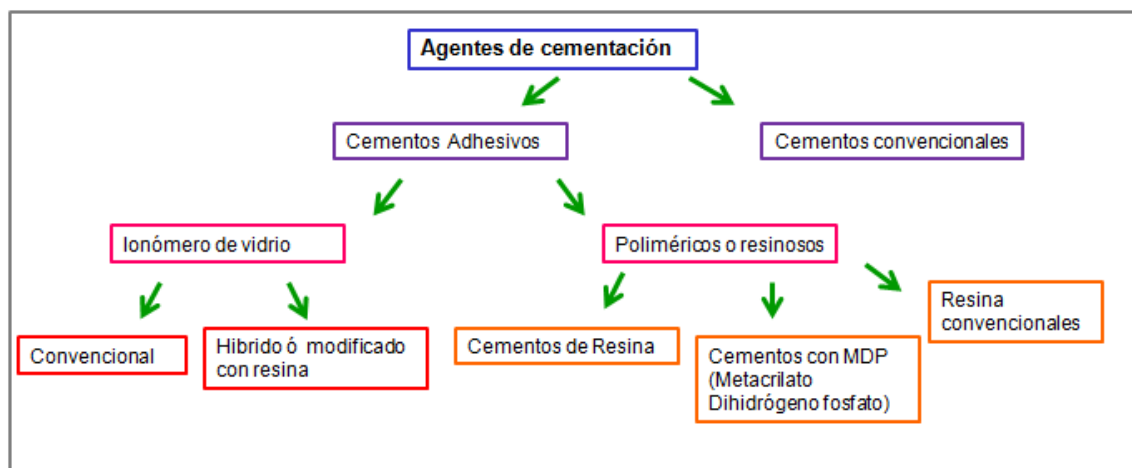 Agentes de cementación
Cementos Adhesivos
Cementos convencionales
Ionómero de vidrio
Poliméricos o resinosos
Convencional
Hibrido ó modificado
con resina
Cementos de Resina
Cementos con MDP
(Metacrilato
Dihidrógeno fosfato)
Resina
convencionales